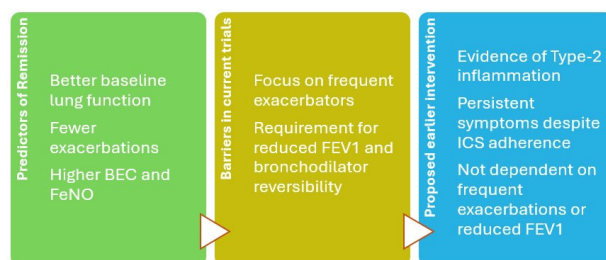 Predictors of Remission
Better baseline
lung function
Fewer
exacerbations
Higher BEC and
FeNO
Barriers in current trials
Focus on frequent
exacerbators
Requirement for
reduced FEV1 and
bronchodilator
reversibility
Proposed earlier intervention
Evidence of Type-2
inflammation
Persistent
symptoms despite
ICS adherence
Not dependent on
frequent
exacerbations or
reduced FEV1